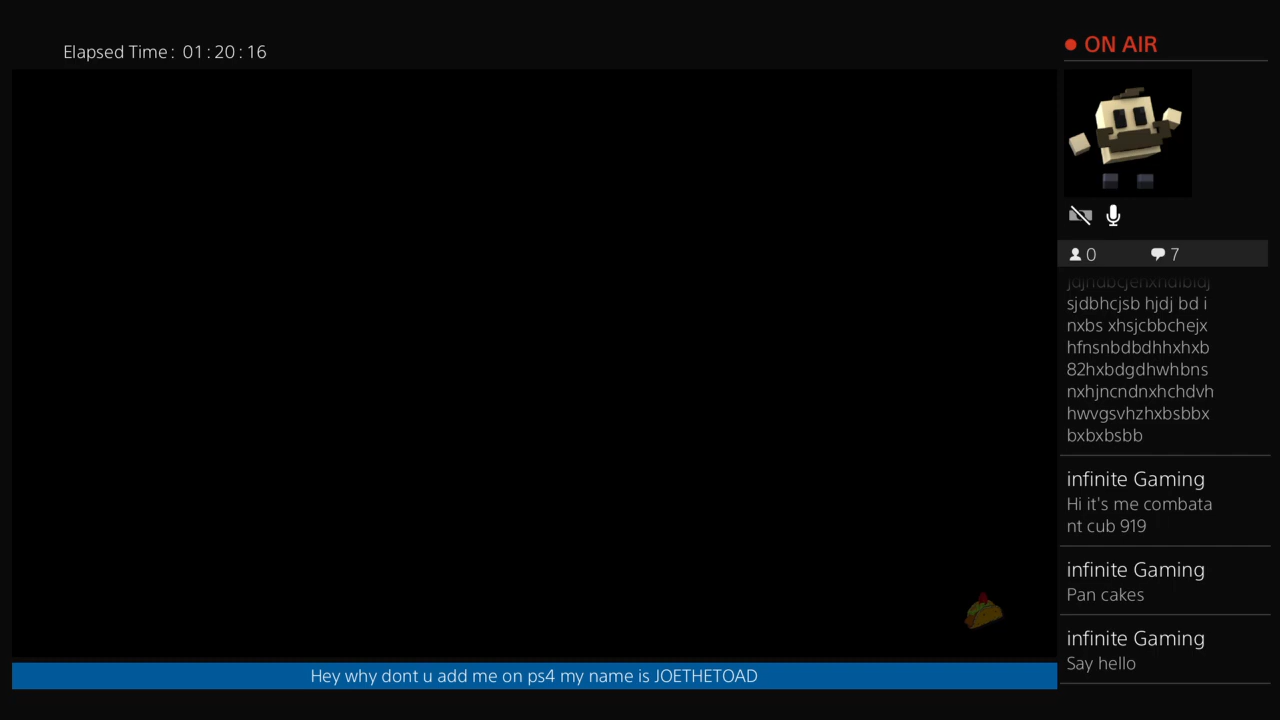 Elapsed Time: 01:20:16
ON AIR
0 7
sjdbhcjsb hjdj bd i
nxbs xhsjcbbchejx
hfnsnbdbdhhxhxb
82hxbdgdhwhbns
nxhjncndnxhchdvh
hwvgsvhzhxbsbbx
bxbxbsbb
infinite Gaming
Hi it's me combata
nt cub 919
infinite Gaming
Pan cakes
infinite Gaming
Say hello
Hey why dont u add me on ps4 my name is JOETHETOAD